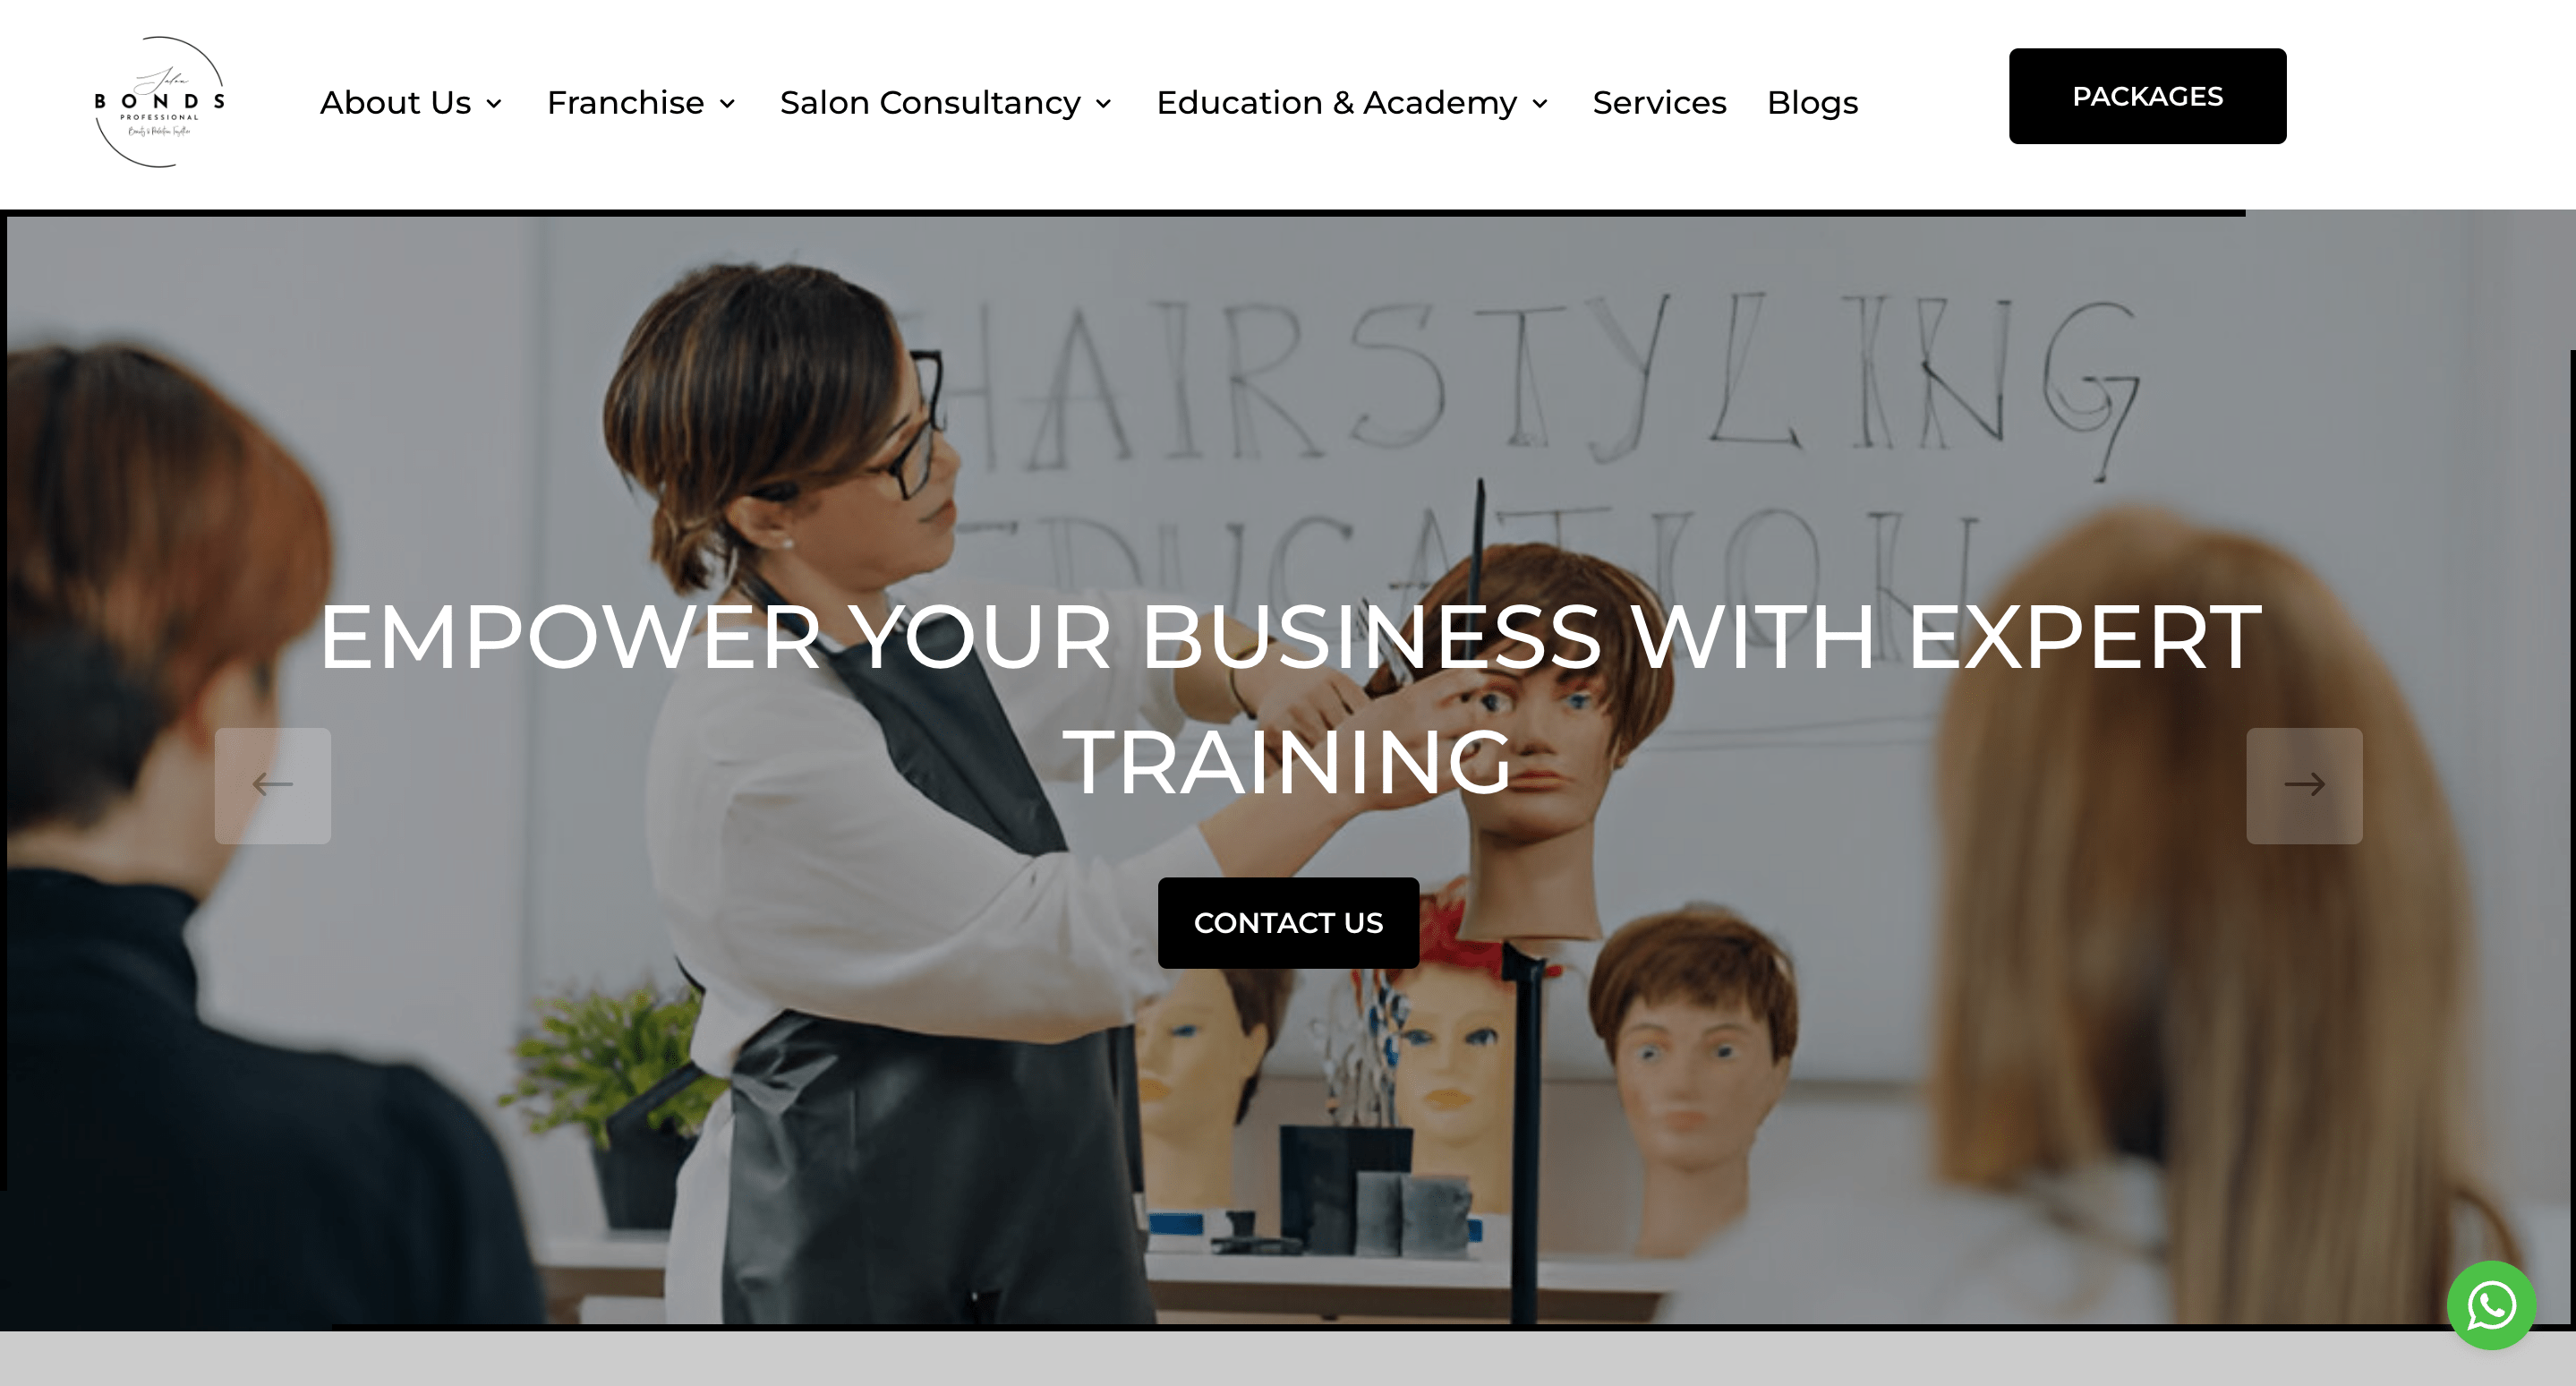 Salon
BONDS
PROFESSIONAL
About Us
Franchise
Salon Consultancy
Education & Academy
Services
Blogs
PACKAGES
HAIRSTYLING
EDUCATION
EMPOWER YOUR BUSINESS WITH EXPERT
TRAINING
CONTACT US